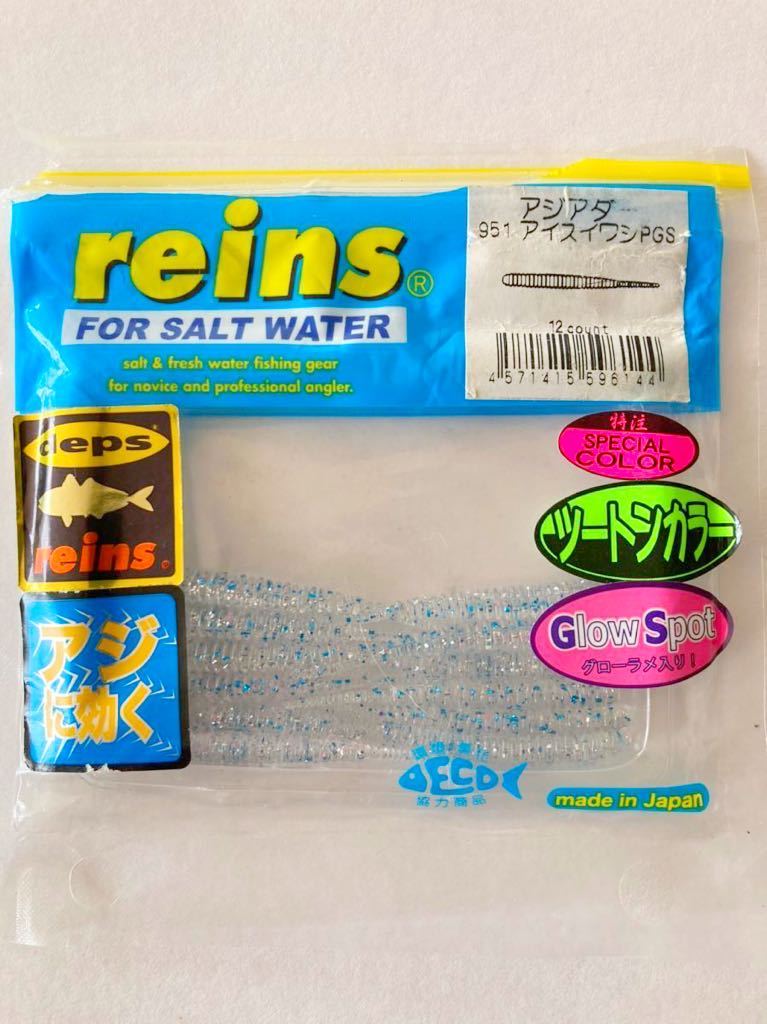 reins®
FOR SALT WATER
salt & fresh water fishing gear
for novice and professional angler.
アジアダー
951 アイスイワシPGS
12 count
4 571415 596144
deps®
reins®
アジ
に効く
特注
SPECIAL
COLOR
ツートンカラー
Glow Spot
グローラメ入り!
DECO
協力商品
made in Japan